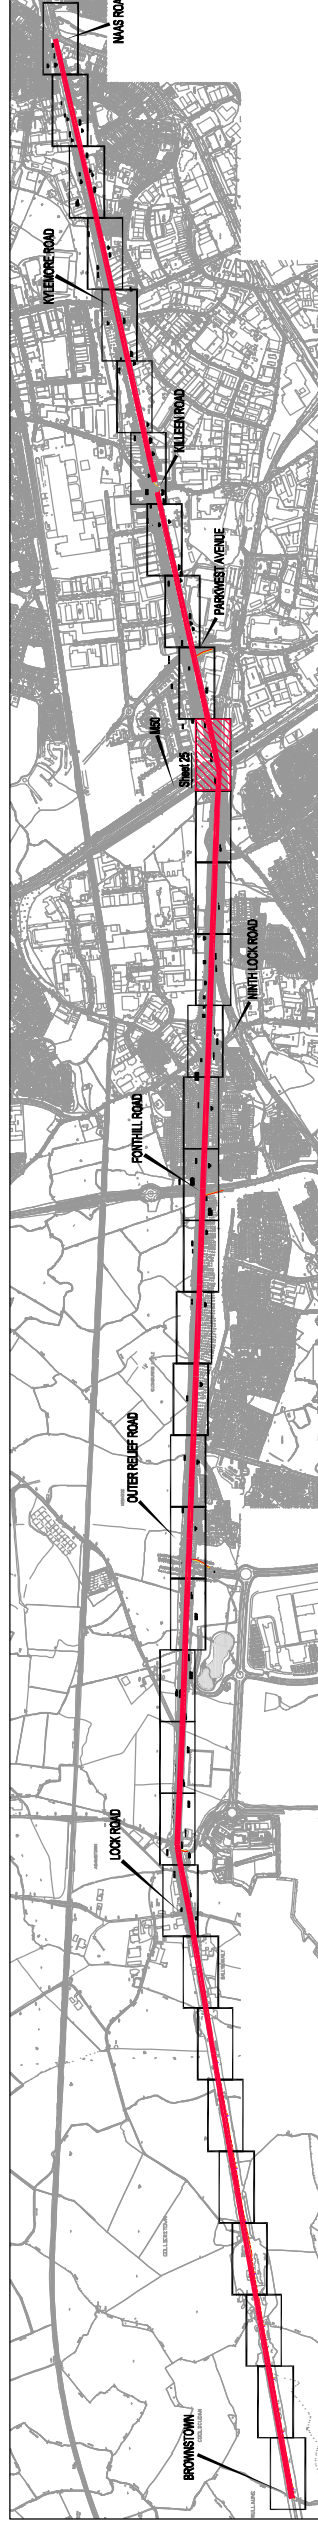 NAAS ROA
KYLEMORE ROAD
KILLEEN ROAD
PARKWEST AVENUE
M50
Sheet 25
NINTH LOCK ROAD
FONTHILL ROAD
OUTER RELIEF ROAD
LOCK ROAD
BROWNSTOWN